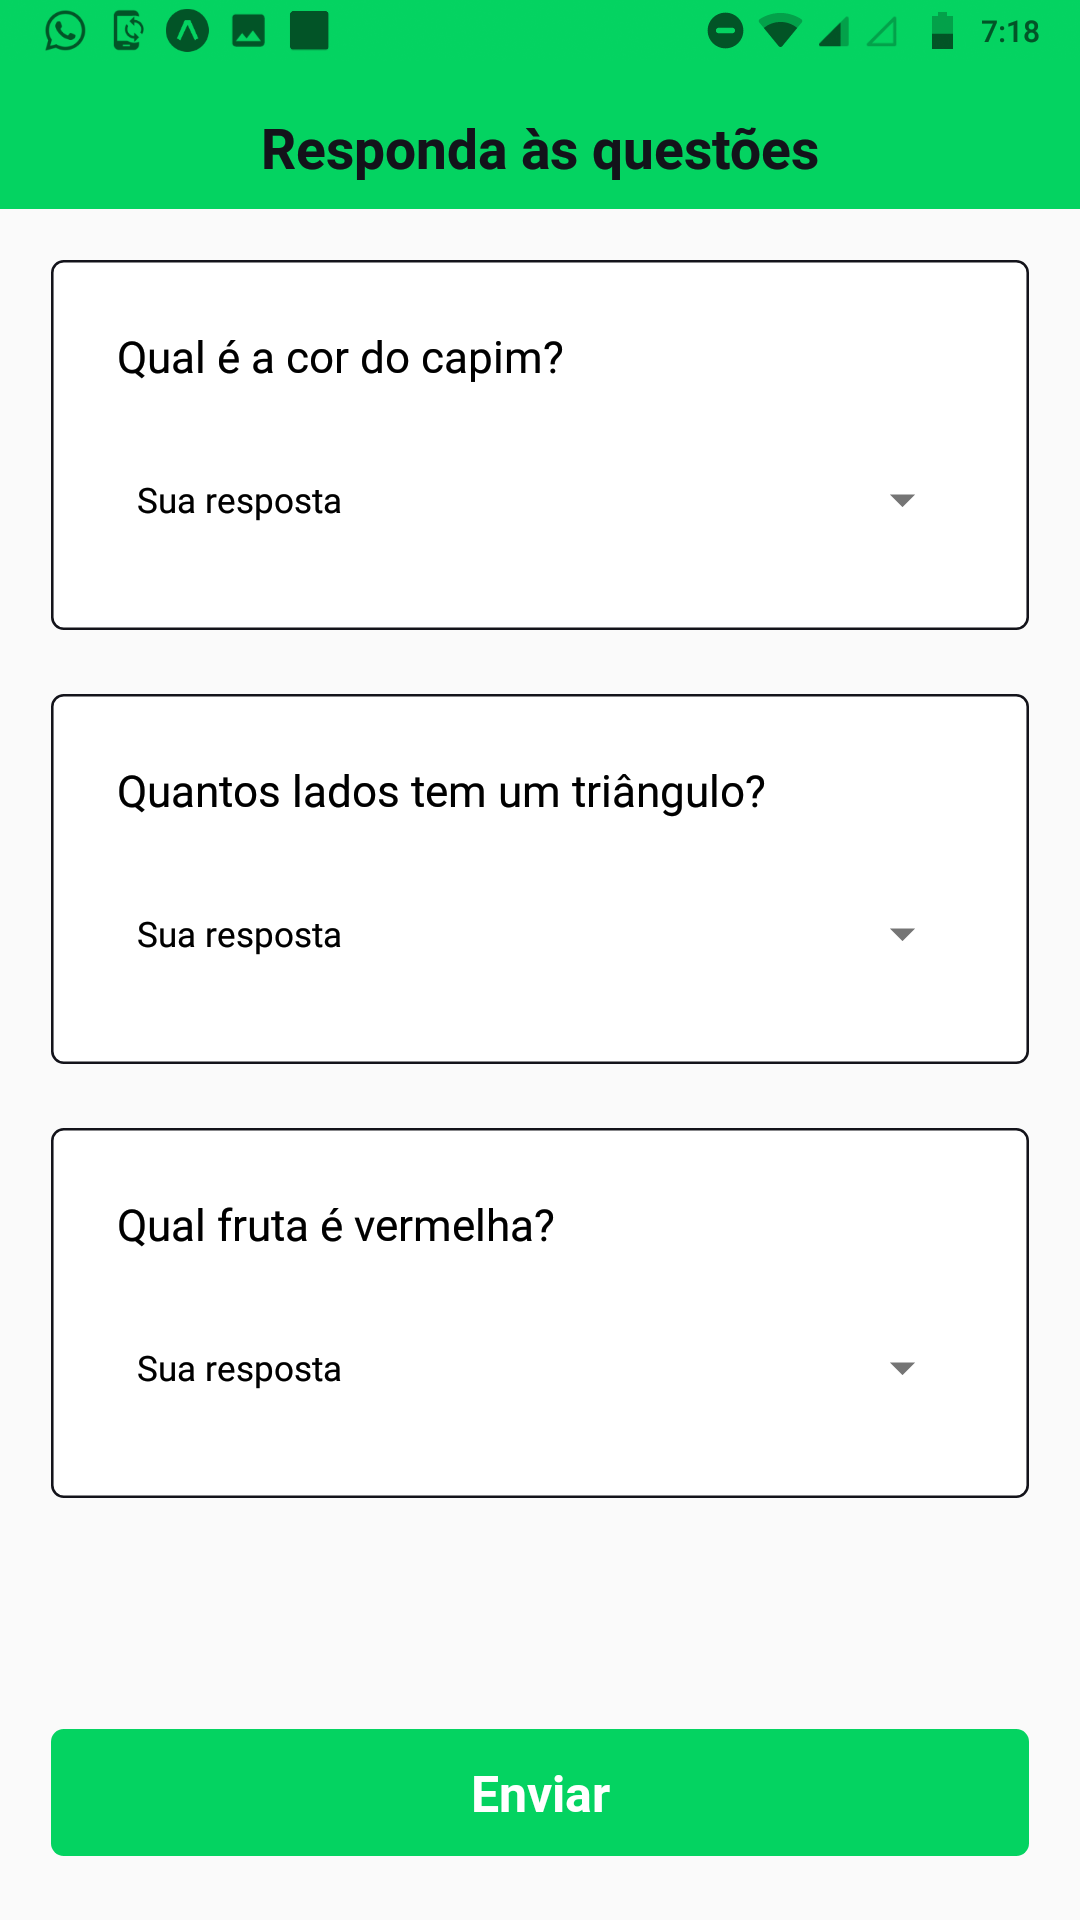 7:18
Responda às questões
Qual é a cor do capim?
Sua resposta
Quantos lados tem um triângulo?
Sua resposta
Qual fruta é vermelha?
Sua resposta
Enviar